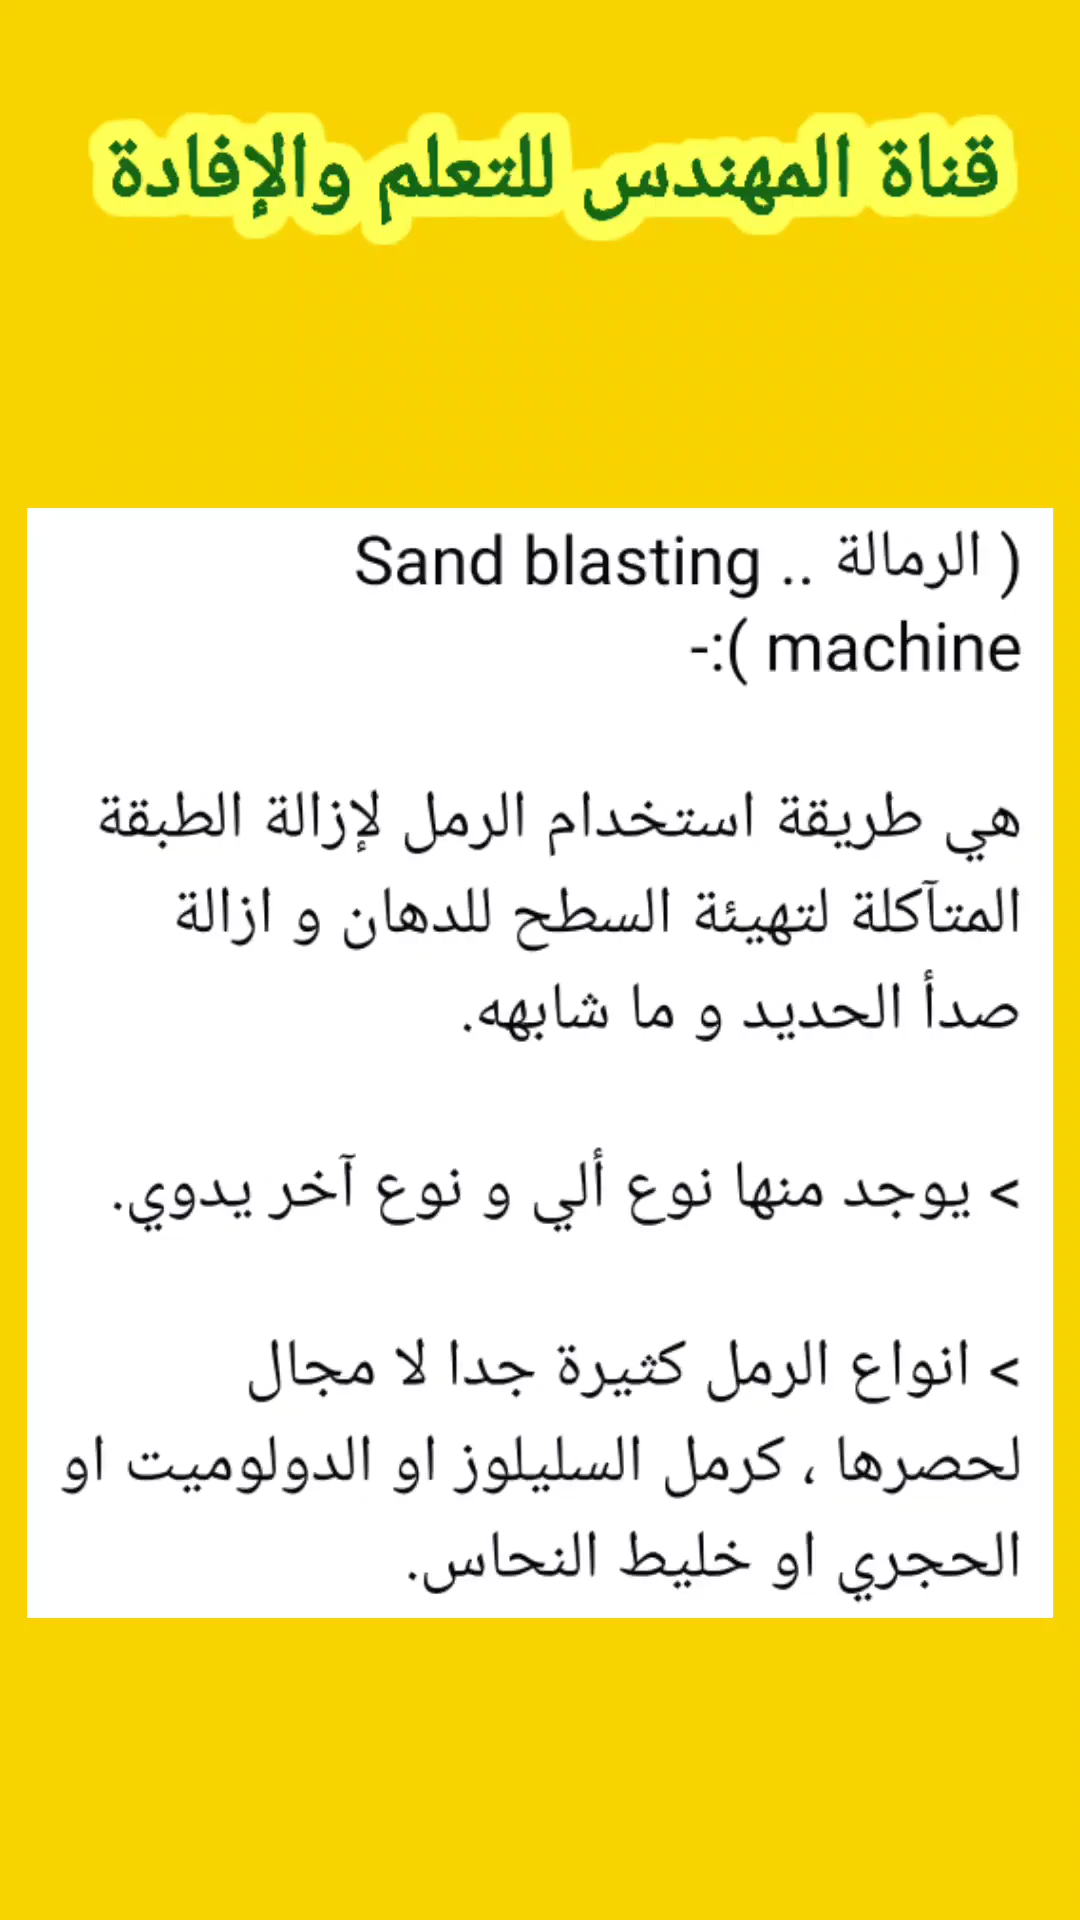 قناة المهندس للتعلم والإفادة
( الرمالة .. Sand blasting
machine ):-
هي طريقة استخدام الرمل لإزالة الطبقة
المتآكلة لتهيئة السطح للدهان و ازالة
صدأ الحديد و ما شابهه.
> يوجد منها نوع ألي و نوع آخر يدوي.
> انواع الرمل كثيرة جدا لا مجال
لحصرها ، كرمل السليلوز او الدولوميت او
الحجري او خليط النحاس.